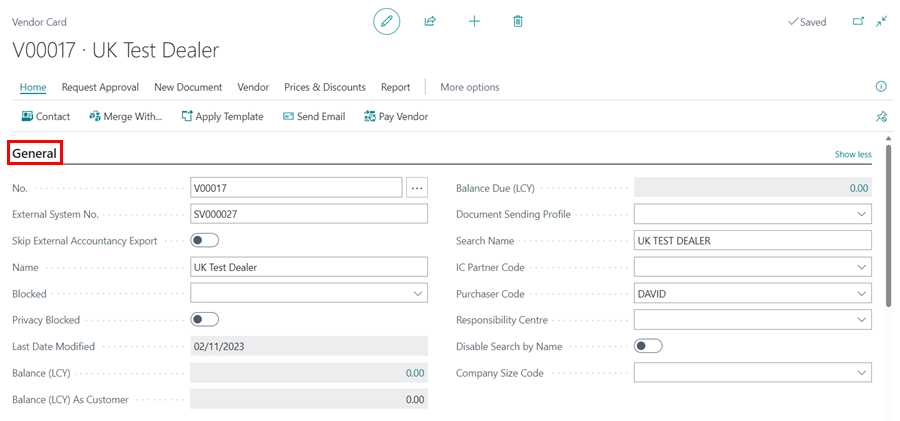 Vendor Card
Saved
V00017 · UK Test Dealer
Home Request Approval New Document Vendor Prices & Discounts Report More options
Contact Merge With... Apply Template Send Email Pay Vendor
General Show less
No. V00017 ...
External System No. SV000027
Skip External Accountancy Export
Name UK Test Dealer
Blocked
Privacy Blocked
Last Date Modified 02/11/2023
Balance (LCY) 0.00
Balance (LCY) As Customer 0.00
Balance Due (LCY) 0.00
Document Sending Profile
Search Name UK TEST DEALER
IC Partner Code
Purchaser Code DAVID
Responsibility Centre
Disable Search by Name
Company Size Code